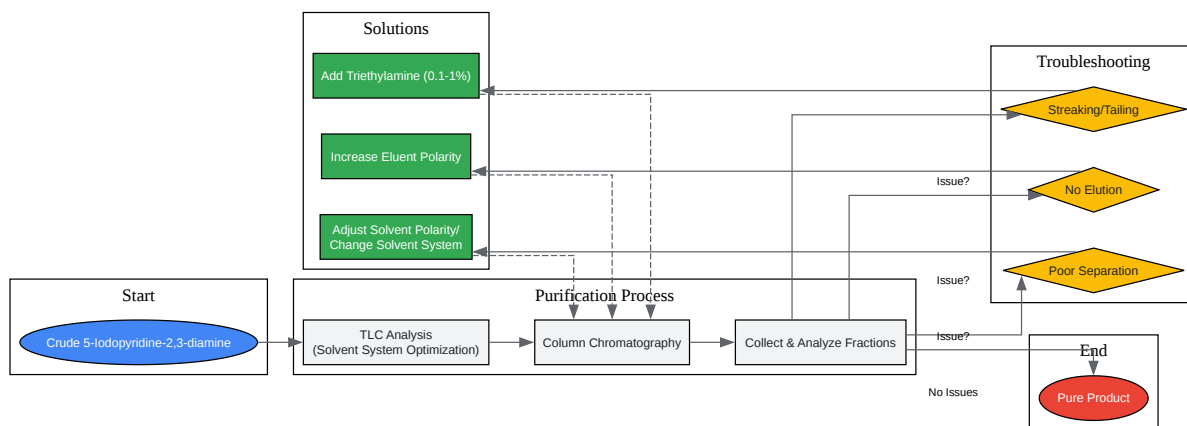 Solutions
Add Triethylamine (0.1-1%)
Increase Eluent Polarity
Adjust Solvent Polarity/
Change Solvent System
Troubleshooting
Streaking/Tailing
Issue?
No Elution
Issue?
Poor Separation
Issue?
Start
Crude 5-Iodopyridine-2,3-diamine
Purification Process
TLC Analysis
(Solvent System Optimization)
Column Chromatography
Collect & Analyze Fractions
No Issues
End
Pure Product